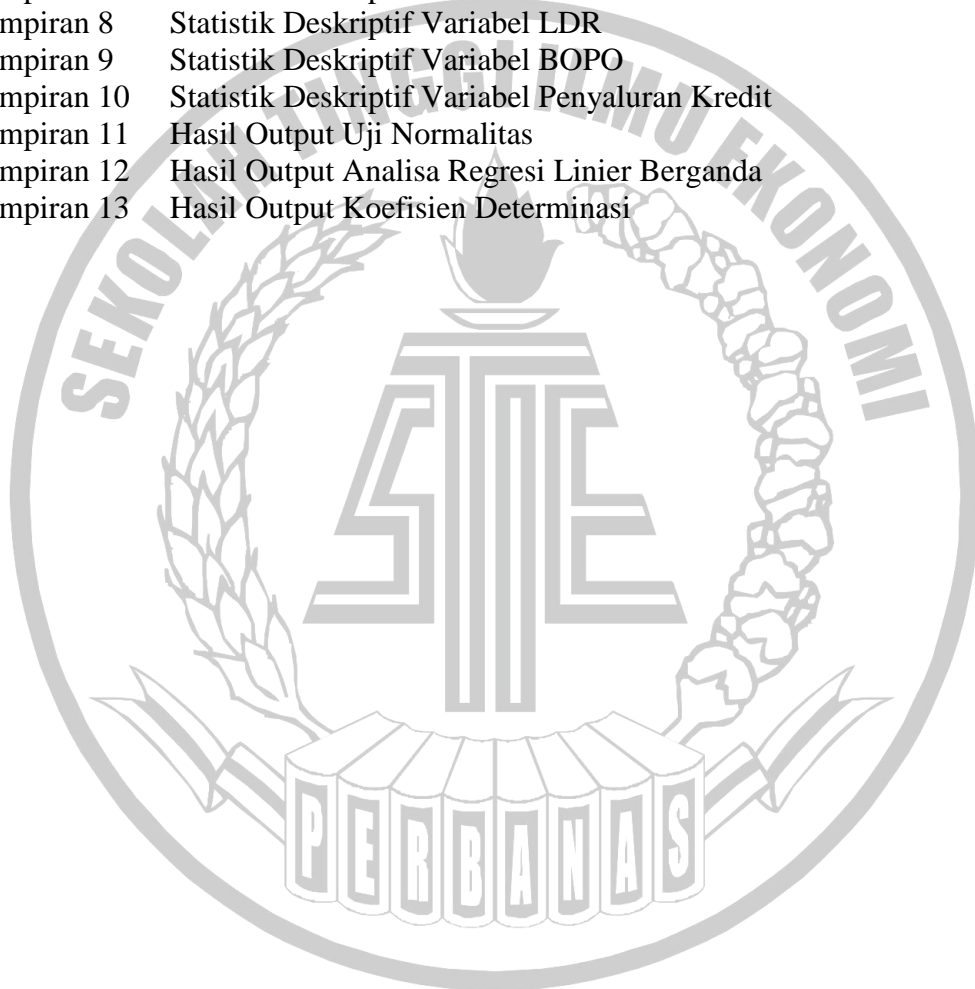 mpiran 8 Statistik Deskriptif Variabel LDR
mpiran 9 Statistik Deskriptif Variabel BOPO
mpiran 10 Statistik Deskriptif Variabel Penyaluran Kredit
mpiran 11 Hasil Output Uji Normalitas
mpiran 12 Hasil Output Analisa Regresi Linier Berganda
mpiran 13 Hasil Output Koefisien Determinasi
SEKOLAH TINGGI ILMU EKONOMI
STIE
PERBANAS